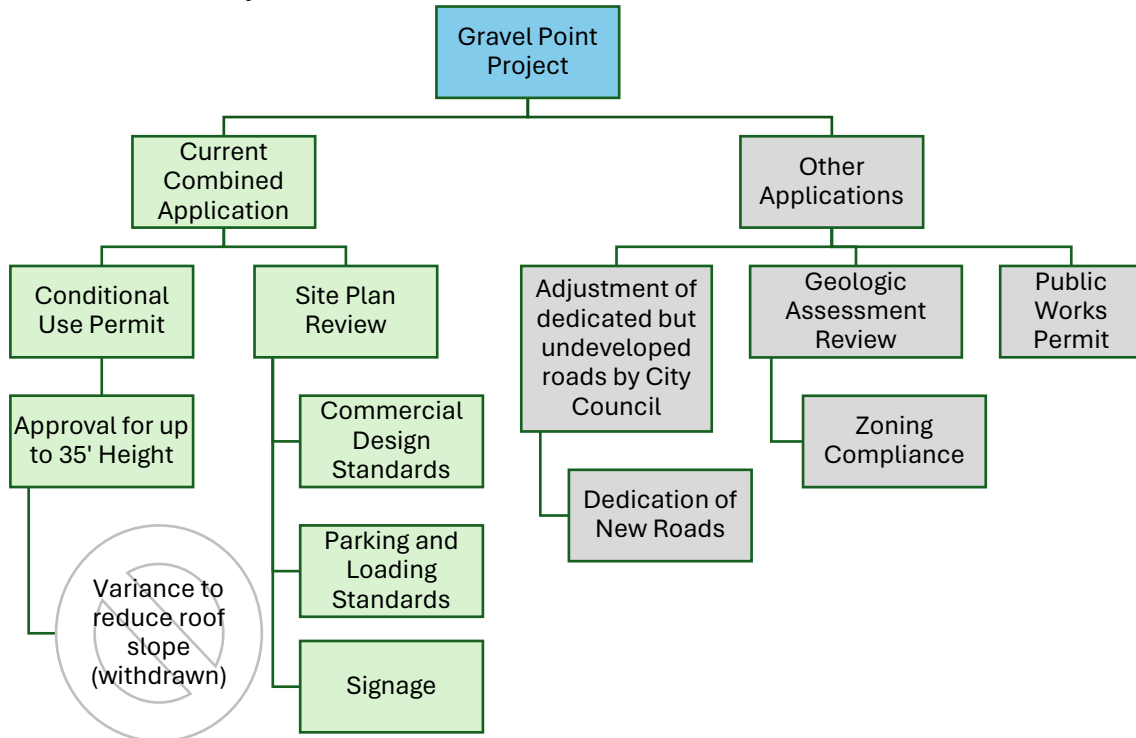 Gravel Point
Project
Current
Combined
Application
Other
Applications
Conditional
Use Permit
Site Plan
Review
Adjustment of
dedicated but
undeveloped
roads by City
Council
Geologic
Assessment
Review
Public
Works
Permit
Approval for up
to 35' Height
Commercial
Design
Standards
Zoning
Compliance
Dedication of
New Roads
Parking and
Loading
Standards
Variance to
reduce roof
slope
(withdrawn)
Signage